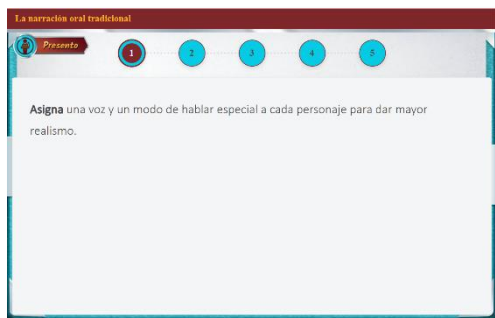 La narración oral tradicional
Presento
1 2 3 4 5
Asigna una voz y un modo de hablar especial a cada personaje para dar mayor
realismo.